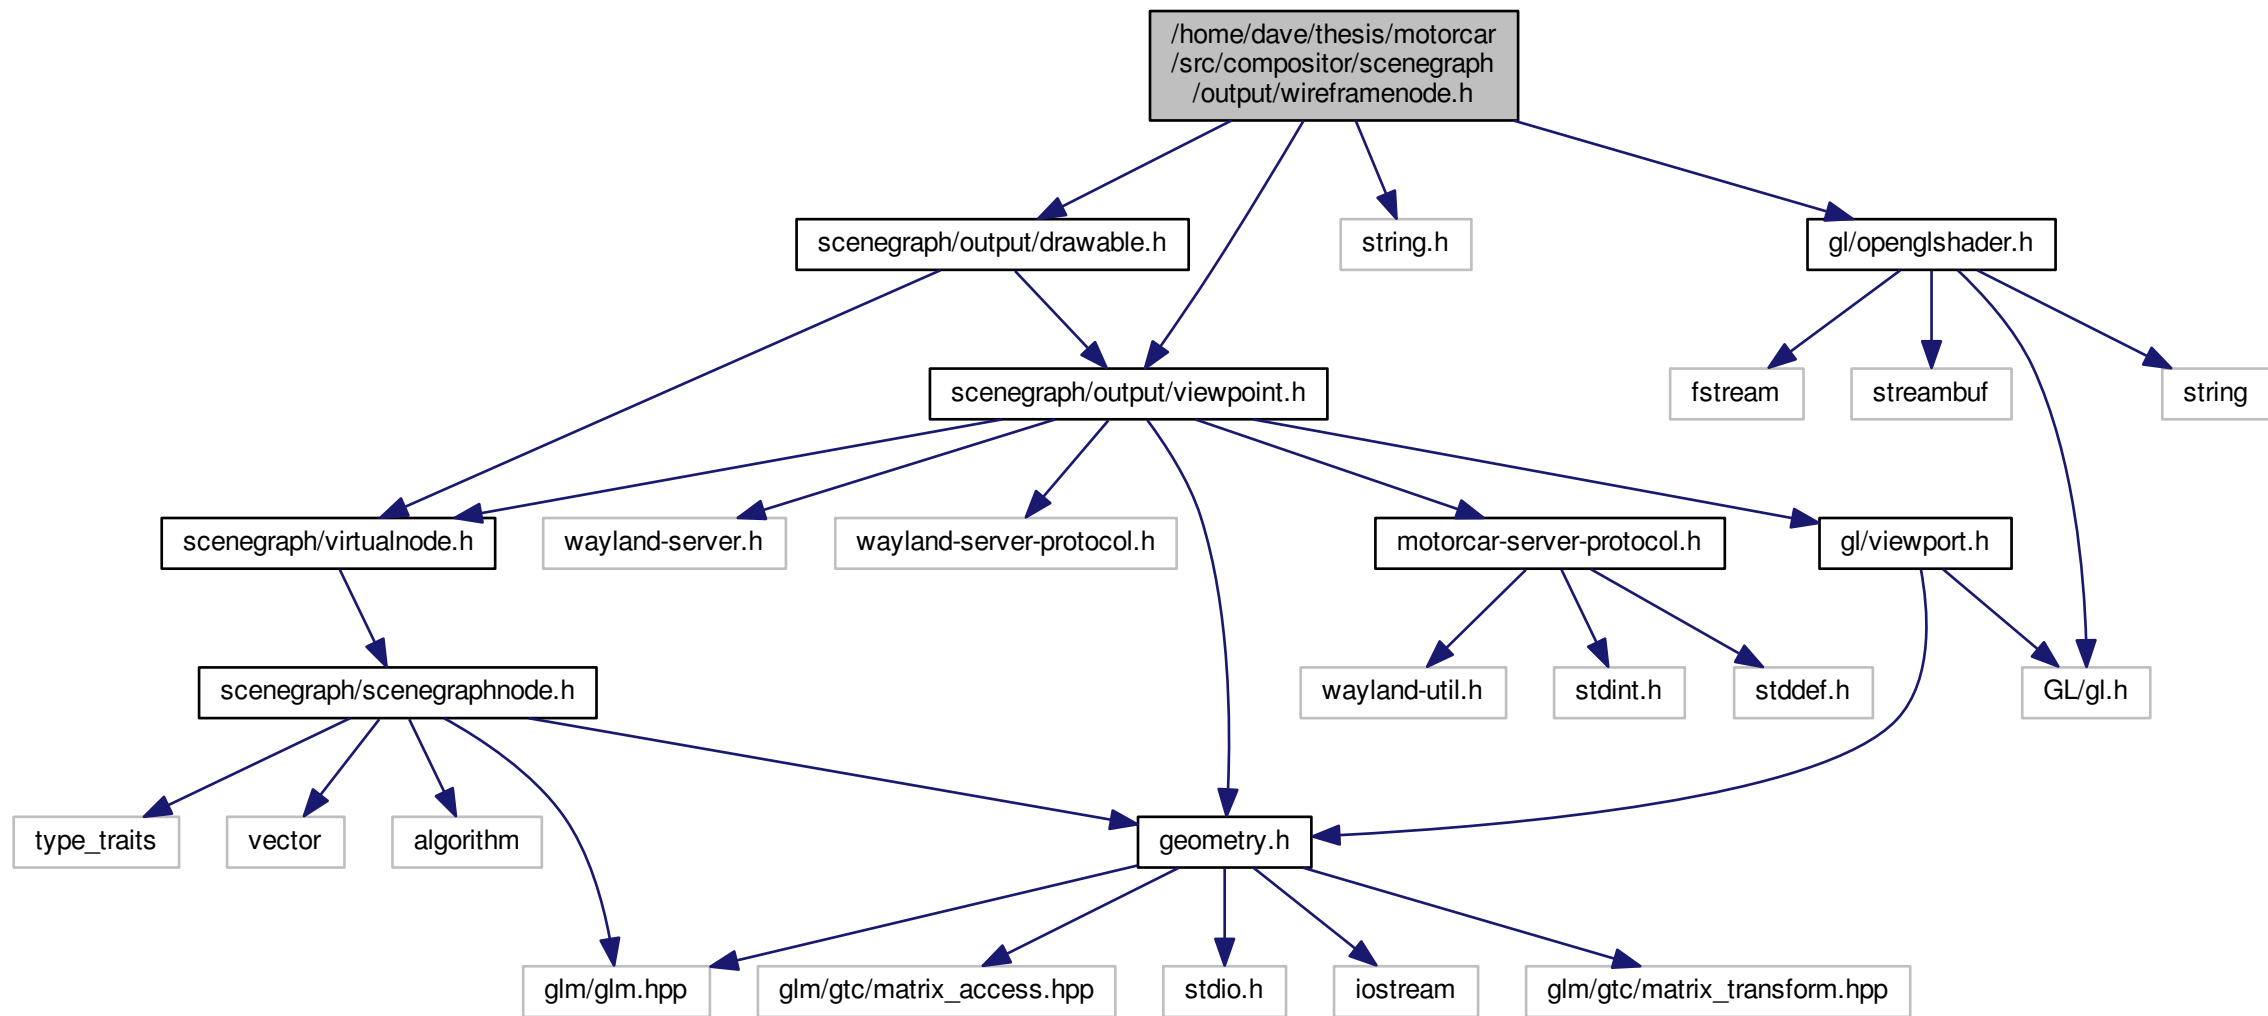 /home/dave/thesis/motorcar
/src/compositor/scenegraph
/output/wireframenode.h
scenegraph/output/drawable.h
string.h
gl/openglshader.h
scenegraph/output/viewpoint.h
fstream
streambuf
string
scenegraph/virtualnode.h
wayland-server.h
wayland-server-protocol.h
motorcar-server-protocol.h
gl/viewport.h
scenegraph/scenegraphnode.h
wayland-util.h
stdint.h
stddef.h
GL/gl.h
type_traits
vector
algorithm
geometry.h
glm/glm.hpp
glm/gtc/matrix_access.hpp
stdio.h
iostream
glm/gtc/matrix_transform.hpp